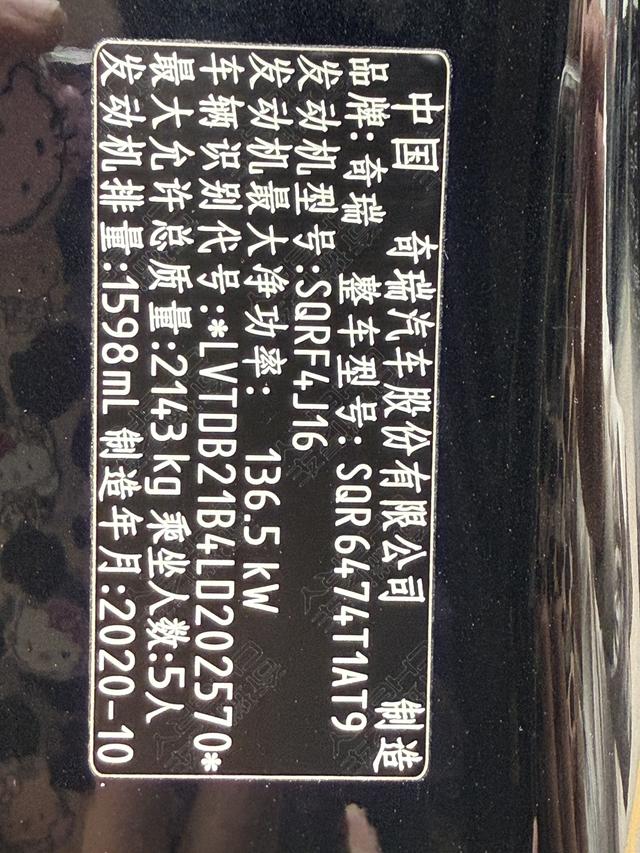 中国 奇瑞汽车股份有限公司 制造
品牌: 奇瑞 整车型号: SQR6474T1AT9
发动机型号:SQRF4J16
发动机最大净功率: 136.5 kW
车辆识别代号:*LVTDB21B4LD202570*
最大允许总质量:2143kg 乘坐人数:5人
发动机排量:1598mL 制造年月:2020-10